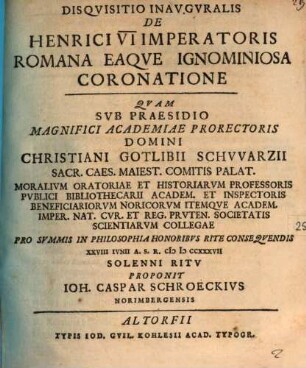 DISQVISITIO INAVGVRALIS
DE
HENRICI VI IMPERATORIS
ROMANA EAQVE IGNOMINIOSA
CORONATIONE
QVAM
SVB PRAESIDIO
MAGNIFICI ACADEMIAE PRORECTORIS
DOMINI
CHRISTIANI GOTLIBII SCHVVARZII
SACR. CAES. MAIEST. COMITIS PALAT.
MORALIVM ORATORIAE ET HISTORIARVM PROFESSORIS
PVBLICI BIBLIOTHECARII ACADEM. ET INSPECTORIS
BENEFICIARIORVM NORICORVM ITEMQVE ACADEM.
IMPER. NAT. CVR. ET REG. PRVTEN. SOCIETATIS
SCIENTIARVM COLLEGAE
PRO SVMMIS IN PHILOSOPHIA HONORIBVS RITE CONSEQVENDIS
XXVIII IVNII A. S. R. CIƆ IƆ CCXXXVII
SOLENNI RITV
PROPONIT
IOH. CASPAR SCHROECKIVS
NORIMBERGENSIS
ALTORFII
TYPIS IOD. GVIL. KOHLESII ACAD. TYPOGR.